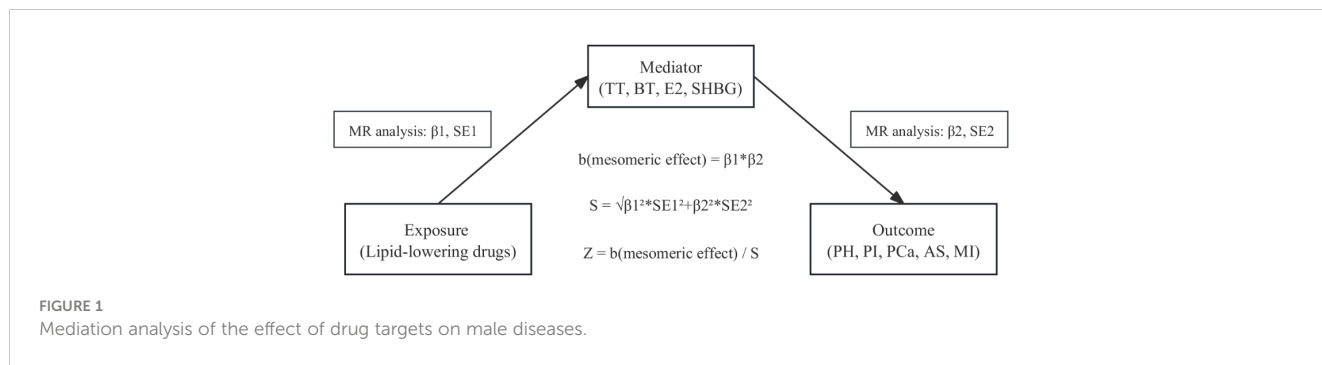 Mediator
(TT, BT, E2, SHBG)
MR analysis: β1, SE1
MR analysis: β2, SE2
b(mesomeric effect) = β1*β2
S = √β1²*SE1²+β2²*SE2²
Z = b(mesomeric effect) / S
Exposure
(Lipid-lowering drugs)
Outcome
(PH, PI, PCa, AS, MI)
FIGURE 1
Mediation analysis of the effect of drug targets on male diseases.